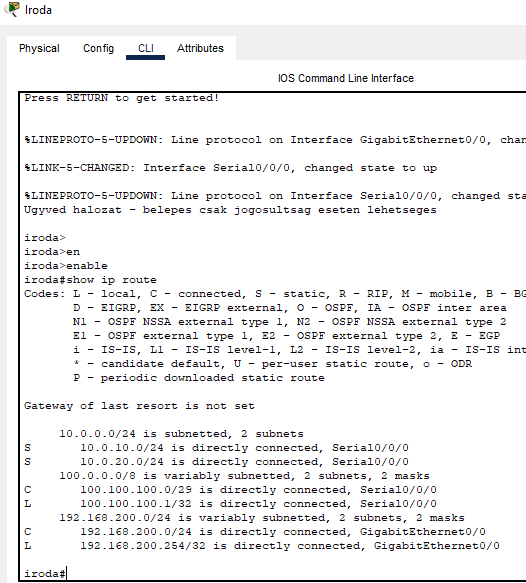 Iroda
Physical Config CLI Attributes
IOS Command Line Interface
Press RETURN to get started!
%LINEPROTO-5-UPDOWN: Line protocol on Interface GigabitEthernet0/0, chan
%LINK-5-CHANGED: Interface Serial0/0/0, changed state to up
%LINEPROTO-5-UPDOWN: Line protocol on Interface Serial0/0/0, changed sta
Ugyved halozat - belepes csak jogosultsag eseten lehetseges
iroda>
iroda>en
iroda>enable
iroda#show ip route
Codes: L - local, C - connected, S - static, R - RIP, M - mobile, B - BG
D - EIGRP, EX - EIGRP external, O - OSPF, IA - OSPF inter area
N1 - OSPF NSSA external type 1, N2 - OSPF NSSA external type 2
E1 - OSPF external type 1, E2 - OSPF external type 2, E - EGP
i - IS-IS, L1 - IS-IS level-1, L2 - IS-IS level-2, ia - IS-IS int
* - candidate default, U - per-user static route, o - ODR
P - periodic downloaded static route
Gateway of last resort is not set
10.0.0.0/24 is subnetted, 2 subnets
S 10.0.10.0/24 is directly connected, Serial0/0/0
S 10.0.20.0/24 is directly connected, Serial0/0/0
100.0.0.0/8 is variably subnetted, 2 subnets, 2 masks
C 100.100.100.0/29 is directly connected, Serial0/0/0
L 100.100.100.1/32 is directly connected, Serial0/0/0
192.168.200.0/24 is variably subnetted, 2 subnets, 2 masks
C 192.168.200.0/24 is directly connected, GigabitEthernet0/0
L 192.168.200.254/32 is directly connected, GigabitEthernet0/0
iroda#